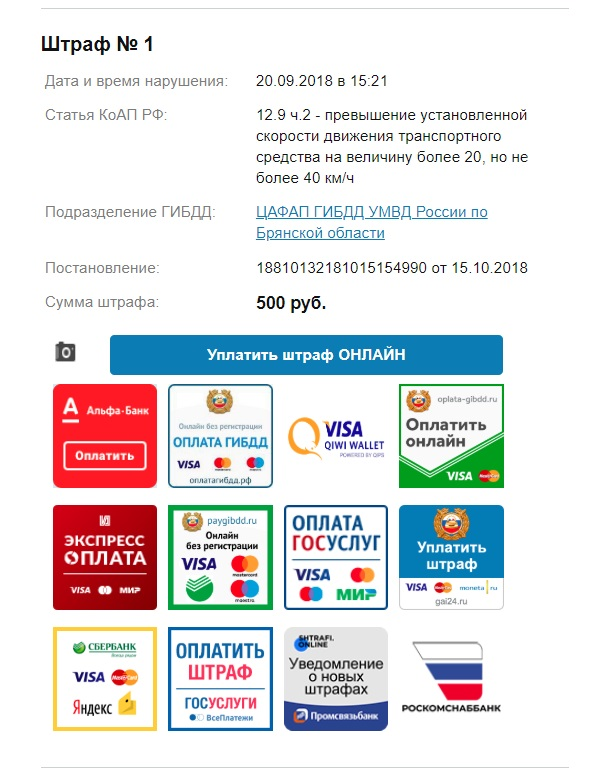 Штраф № 1
Дата и время нарушения: 20.09.2018 в 15:21
Статья КоАП РФ: 12.9 ч.2 - превышение установленной
скорости движения транспортного
средства на величину более 20, но не
более 40 км/ч
Подразделение ГИБДД: ЦАФАП ГИБДД УМВД России по
Брянской области
Постановление: 18810132181015154990 от 15.10.2018
Сумма штрафа: 500 руб.
Уплатить штраф ОНЛАЙН
А Альфа·Банк
Оплатить
Онлайн без регистрации
ОПЛАТА ГИБДД
VISA
оплатагибдд.рф
VISA
QIWI WALLET
POWERED BY QIPS
oplata-gibdd.ru
Оплатить
онлайн
VISA MasterCard
ЭКСПРЕСС
ОПЛАТА
VISA МИР
paygibdd.ru
Онлайн
без регистрации
VISA
mastercard
maestro
ОПЛАТА
ГОСУСЛУГ
VISA
МИР
Уплатить
штраф
VISA MasterCard moneta.ru
gai24.ru
СБЕРБАНК
Всегда рядом
VISA MasterCard
Яндекс
ОПЛАТИТЬ
ШТРАФ
ГОСУСЛУГИ
ВсеПлатежи
SHTRAFI.
ONLINE
Уведомление
о новых
штрафах
Промсвязьбанк
РОСКОМСНАББАНК